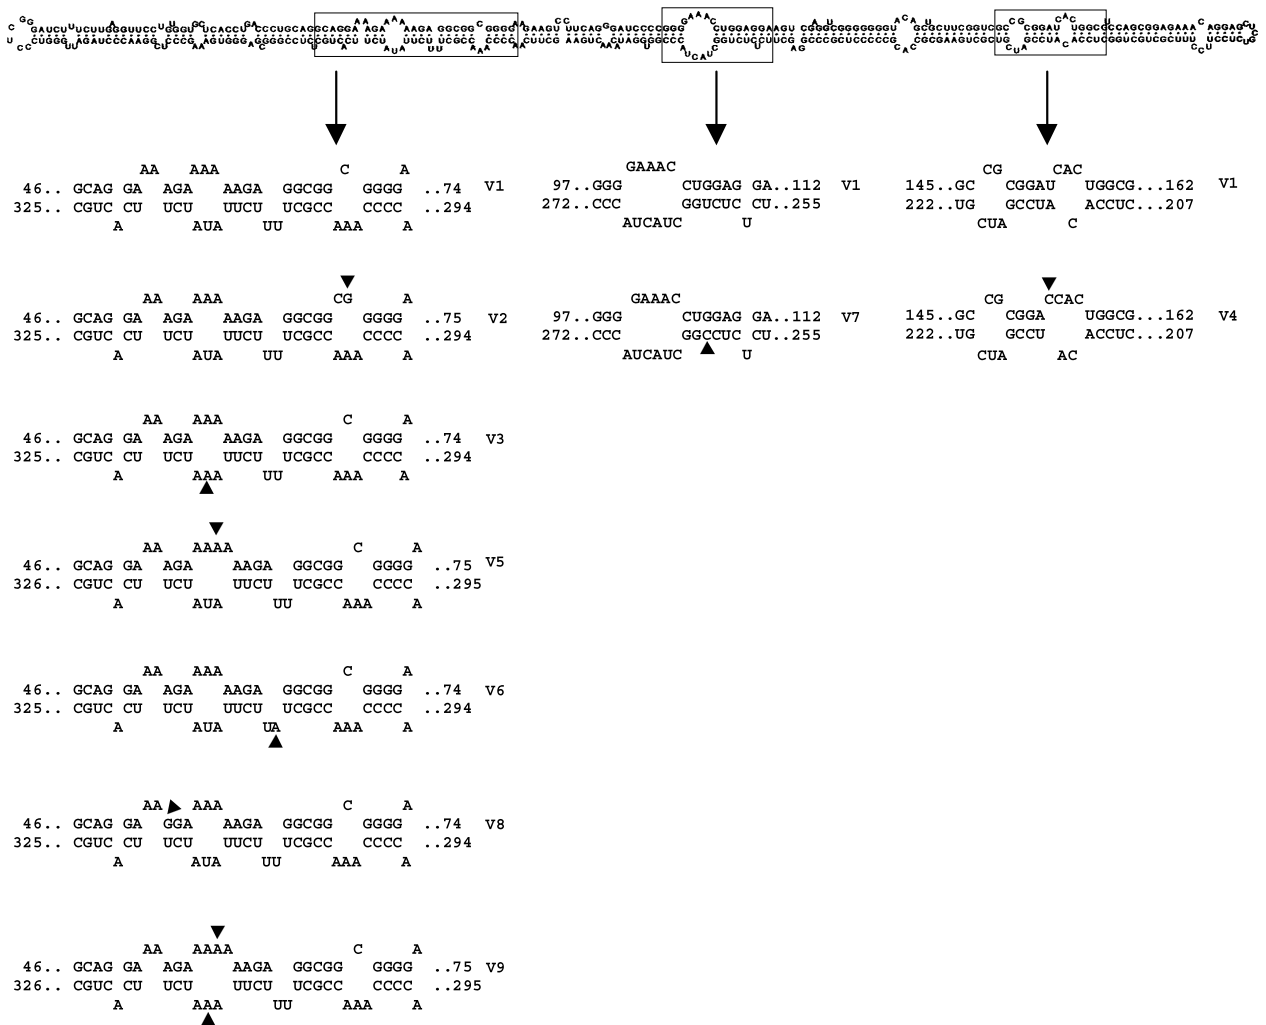 AA AAA C A
46.. GCAG GA AGA AAGA GGCGG GGGG ..74 V1
325.. CGUC CU UCU UUCU UCGCC CCCC ..294
A AUA UU AAA A
GAAAC
97..GGG CUGGAG GA..112 V1
272..CCC GGUCUC CU..255
AUCAUC U
CG CAC
145..GC CGGAU UGGCG...162 V1
222..UG GCCUA ACCUC...207
CUA C
AA AAA CG A
46.. GCAG GA AGA AAGA GGCGG GGGG ..75 V2
325.. CGUC CU UCU UUCU UCGCC CCCC ..294
A AUA UU AAA A
GAAAC
97..GGG CUGGAG GA..112 V7
272..CCC GGCCUC CU..255
AUCAUC U
CG CCAC
145..GC CGGA UGGCG...162 V4
222..UG GCCU ACCUC...207
CUA AC
AA AAA C A
46.. GCAG GA AGA AAGA GGCGG GGGG ..74 V3
325.. CGUC CU UCU UUCU UCGCC CCCC ..294
A AAA UU AAA A
AA AAAA C A
46.. GCAG GA AGA AAGA GGCGG GGGG ..75 V5
326.. CGUC CU UCU UUCU UCGCC CCCC ..295
A AUA UU AAA A
AA AAA C A
46.. GCAG GA AGA AAGA GGCGG GGGG ..74 V6
325.. CGUC CU UCU UUCU UCGCC CCCC ..294
A AUA UA AAA A
AA AAA C A
46.. GCAG GA GGA AAGA GGCGG GGGG ..74 V8
325.. CGUC CU UCU UUCU UCGCC CCCC ..294
A AUA UU AAA A
AA AAAA C A
46.. GCAG GA AGA AAGA GGCGG GGGG ..75 V9
326.. CGUC CU UCU UUCU UCGCC CCCC ..295
A AAA UU AAA A